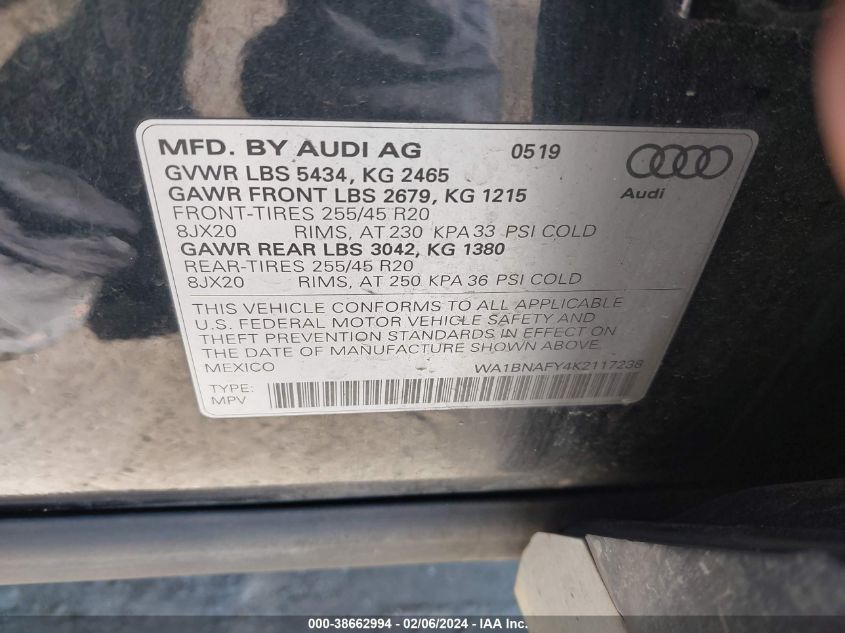 MFD. BY AUDI AG 0519
GVWR LBS 5434, KG 2465
GAWR FRONT LBS 2679, KG 1215
Audi
FRONT-TIRES 255/45 R20
8JX20 RIMS, AT 230 KPA 33 PSI COLD
GAWR REAR LBS 3042, KG 1380
REAR-TIRES 255/45 R20
8JX20 RIMS, AT 250 KPA 36 PSI COLD
THIS VEHICLE CONFORMS TO ALL APPLICABLE
U.S. FEDERAL MOTOR VEHICLE SAFETY AND
THEFT PREVENTION STANDARDS IN EFFECT ON
THE DATE OF MANUFACTURE SHOWN ABOVE.
MEXICO WA1BNAFY4K2117238
TYPE:
MPV
000-38662994 - 02/06/2024 - IAA Inc.